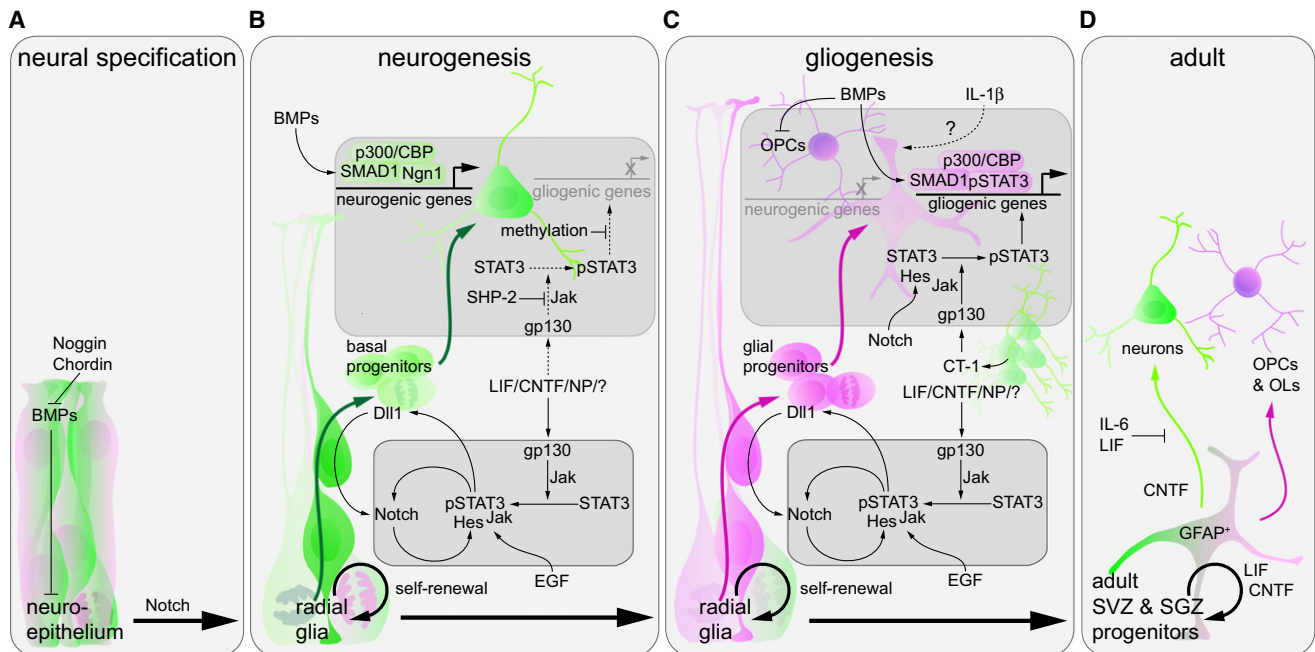 A
neural specification
Noggin
Chordin
BMPs
neuro-
epithelium
Notch
B
neurogenesis
BMPs
p300/CBP
SMAD1 Ngn1
neurogenic genes
X
gliogenic genes
methylation
STAT3
pSTAT3
SHP-2
Jak
gp130
basal
progenitors
LIF/CNTF/NP/?
Dll1
gp130
Jak
Notch
pSTAT3
STAT3
Hes
Jak
EGF
self-renewal
radial
glia
C
gliogenesis
BMPs
IL-1β
?
OPCs
p300/CBP
SMAD1 pSTAT3
X
neurogenic genes
gliogenic genes
STAT3
pSTAT3
Hes
Jak
Notch
gp130
glial
progenitors
CT-1
LIF/CNTF/NP/?
Dll1
gp130
Jak
Notch
pSTAT3
STAT3
Hes
Jak
EGF
self-renewal
radial
glia
D
adult
neurons
OPCs
& OLs
IL-6
LIF
CNTF
GFAP⁺
adult
SVZ & SGZ
progenitors
LIF
CNTF